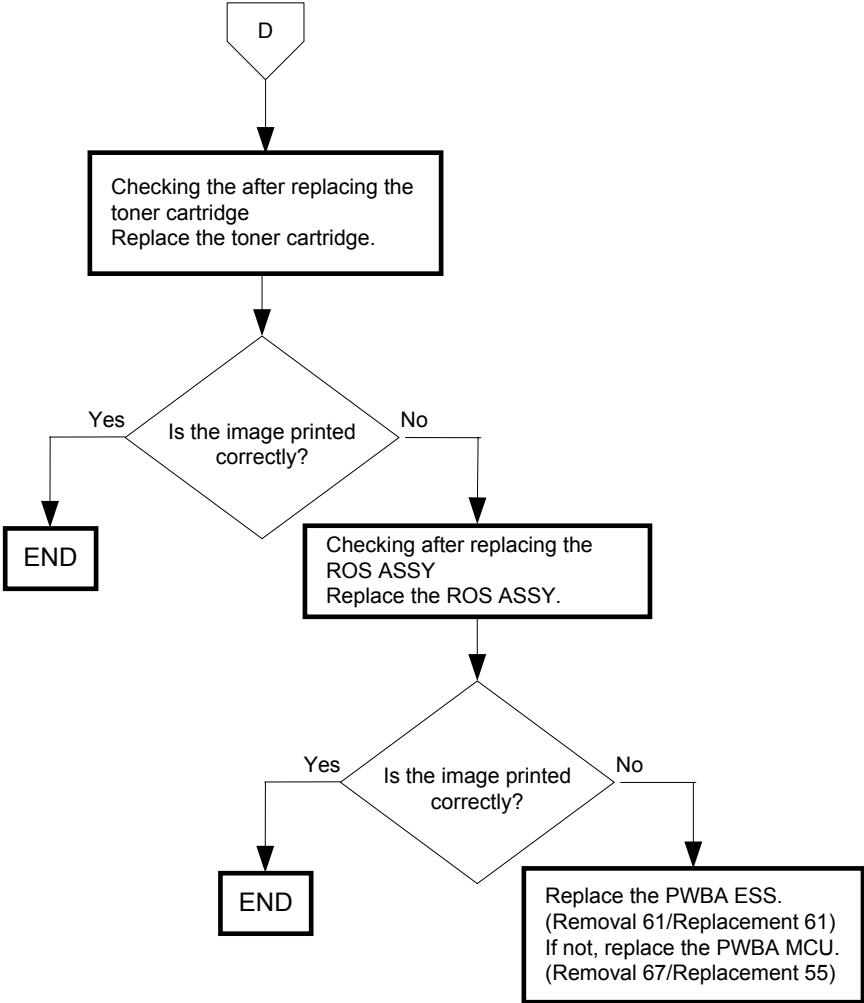 D
Checking the after replacing the
toner cartridge
Replace the toner cartridge.
Yes
No
Is the image printed
correctly?
END
Checking after replacing the
ROS ASSY
Replace the ROS ASSY.
Yes
No
Is the image printed
correctly?
END
Replace the PWBA ESS.
(Removal 61/Replacement 61)
If not, replace the PWBA MCU.
(Removal 67/Replacement 55)